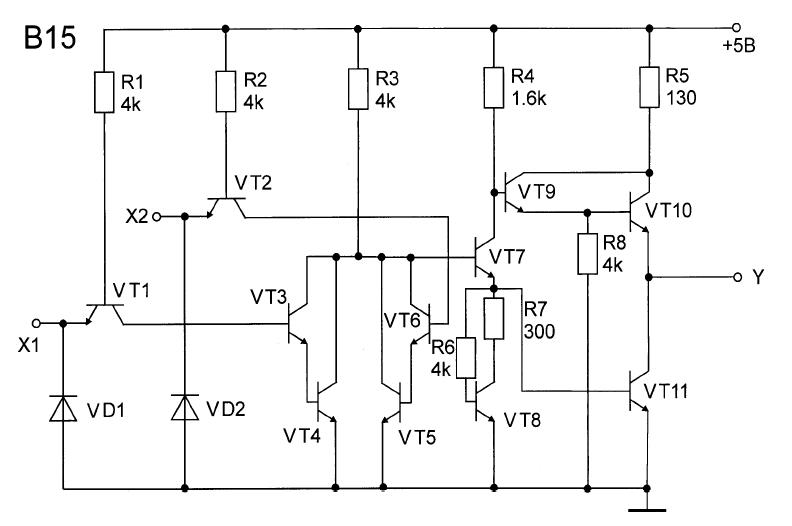 B15
+5B
R1
4k
R2
4k
R3
4k
R4
1.6k
R5
130
VT2
VT9
X2
VT10
R8
4k
VT7
Y
VT1
VT3
VT6
R7
300
X1
R6
4k
VD1
VD2
VT4
VT5
VT8
VT11